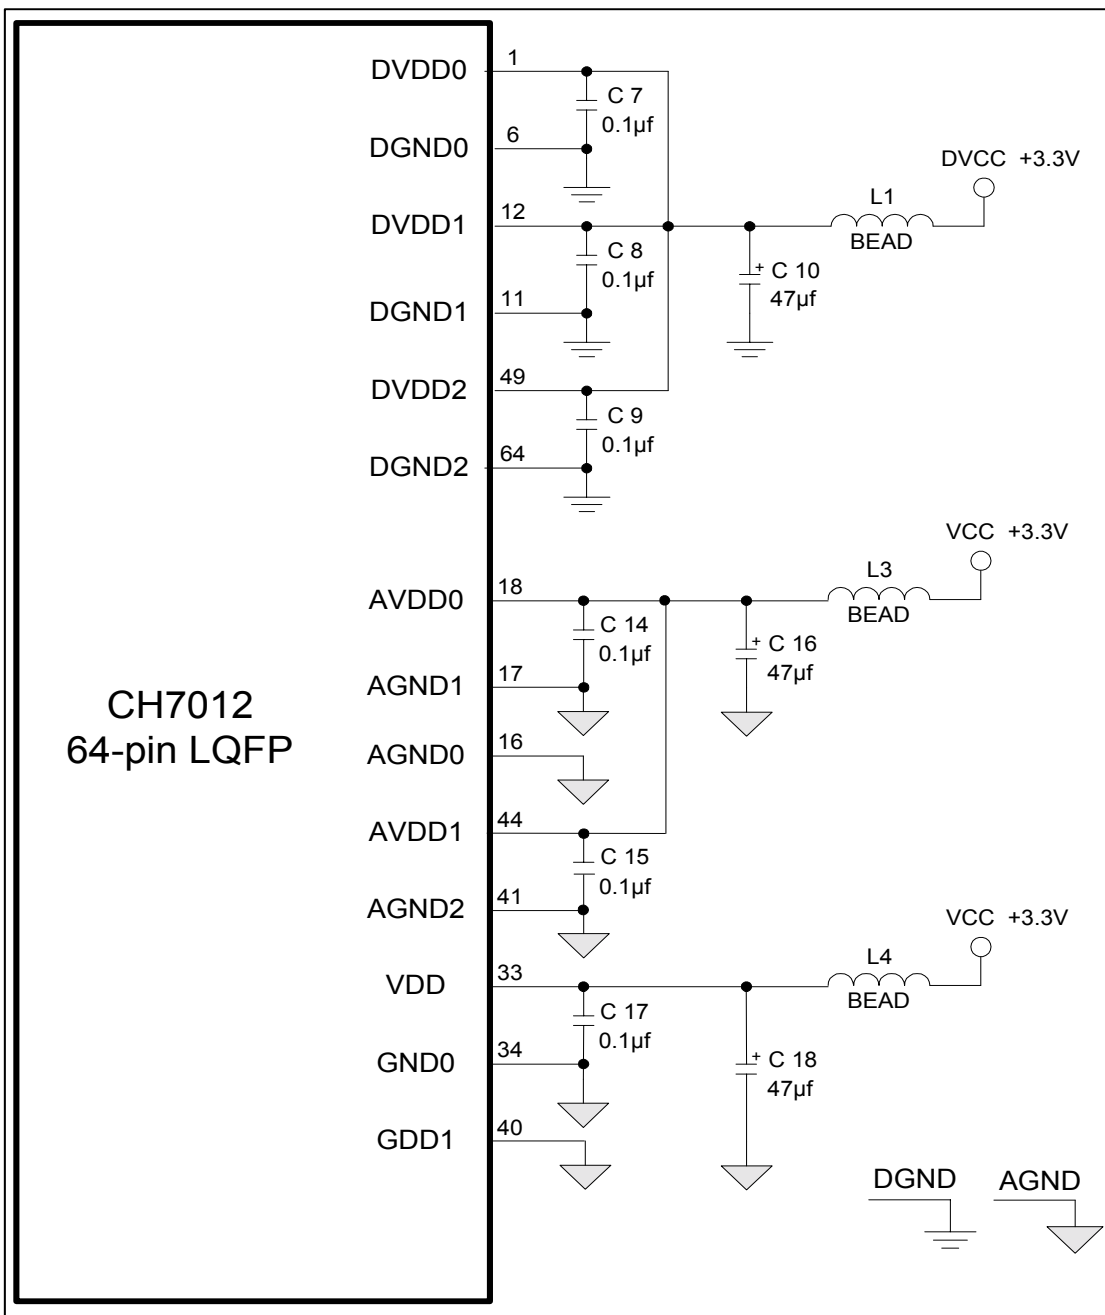 DVDD0 1
C 7
0.1µf
DGND0 6
DVCC +3.3V
DVDD1 12
L1
BEAD
C 8
0.1µf
+ C 10
47µf
DGND1 11
DVDD2 49
C 9
0.1µf
DGND2 64
VCC +3.3V
AVDD0 18
L3
BEAD
C 14
0.1µf
+ C 16
47µf
AGND1 17
CH7012
64-pin LQFP
AGND0 16
AVDD1 44
C 15
0.1µf
AGND2 41
VCC +3.3V
VDD 33
L4
BEAD
C 17
0.1µf
GND0 34
+ C 18
47µf
GDD1 40
DGND AGND